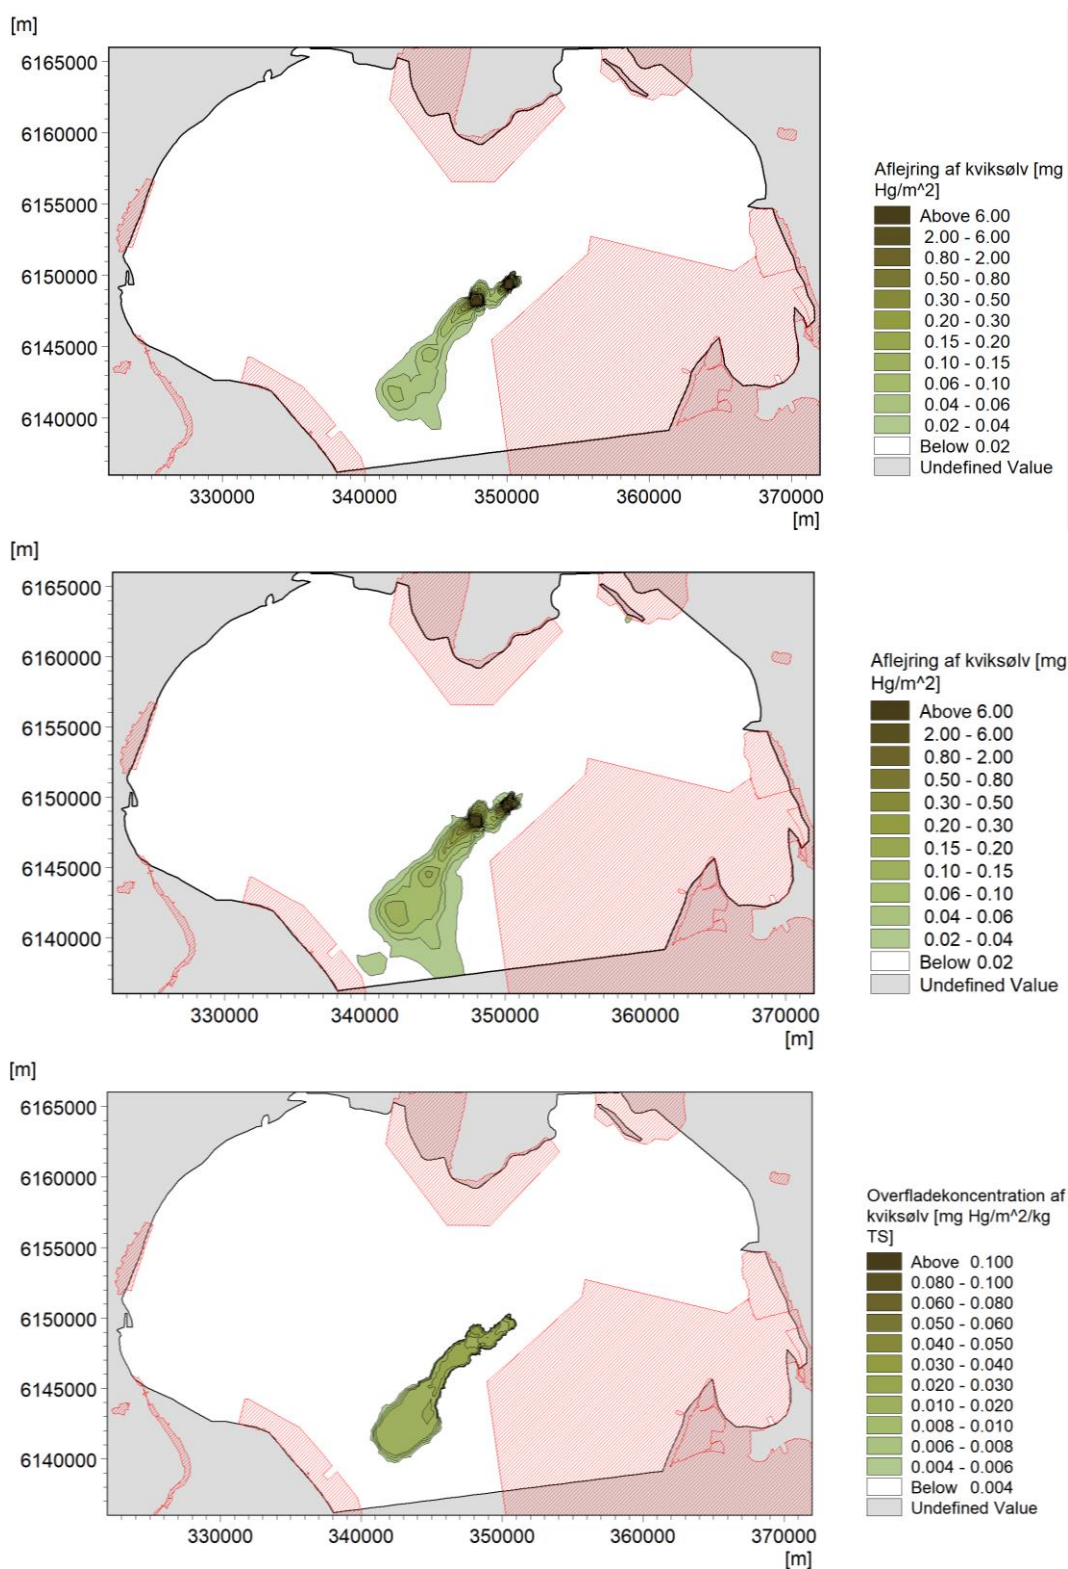 [m]
6165000
6160000
6155000
6150000
6145000
6140000
330000 340000 350000 360000 370000
[m]
Aflejring af kviksølv [mg
Hg/m^2]
Above 6.00
2.00 - 6.00
0.80 - 2.00
0.50 - 0.80
0.30 - 0.50
0.20 - 0.30
0.15 - 0.20
0.10 - 0.15
0.06 - 0.10
0.04 - 0.06
0.02 - 0.04
Below 0.02
Undefined Value
[m]
6165000
6160000
6155000
6150000
6145000
6140000
330000 340000 350000 360000 370000
[m]
Aflejring af kviksølv [mg
Hg/m^2]
Above 6.00
2.00 - 6.00
0.80 - 2.00
0.50 - 0.80
0.30 - 0.50
0.20 - 0.30
0.15 - 0.20
0.10 - 0.15
0.06 - 0.10
0.04 - 0.06
0.02 - 0.04
Below 0.02
Undefined Value
[m]
6165000
6160000
6155000
6150000
6145000
6140000
330000 340000 350000 360000 370000
[m]
Overfladekoncentration af
kviksølv [mg Hg/m^2/kg
TS]
Above 0.100
0.080 - 0.100
0.060 - 0.080
0.050 - 0.060
0.040 - 0.050
0.030 - 0.040
0.020 - 0.030
0.010 - 0.020
0.008 - 0.010
0.006 - 0.008
0.004 - 0.006
Below 0.004
Undefined Value